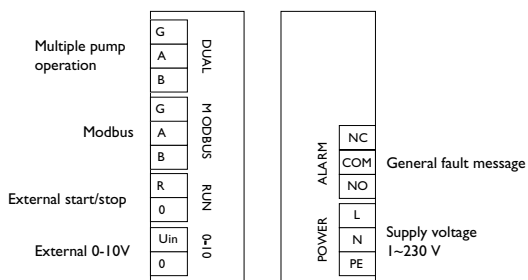 Multiple pump
operation
G
A
B
DUAL
Modbus
G
A
B
MODBUS
External start/stop
R
0
RUN
External 0-10V
Uin
0
0-10
ALARM
NC
COM
NO
General fault message
POWER
L
N
PE
Supply voltage
1~230 V